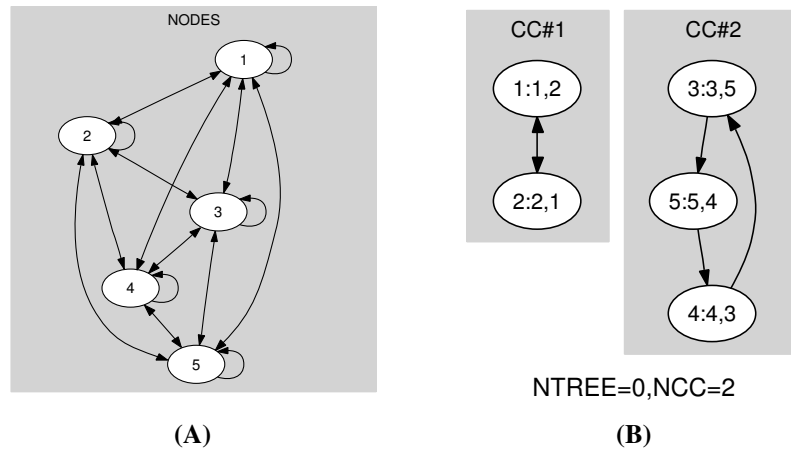 NODES
1
2
3
4
5
(A)
CC#1
1:1,2
2:2,1
CC#2
3:3,5
5:5,4
4:4,3
NTREE=0,NCC=2
(B)